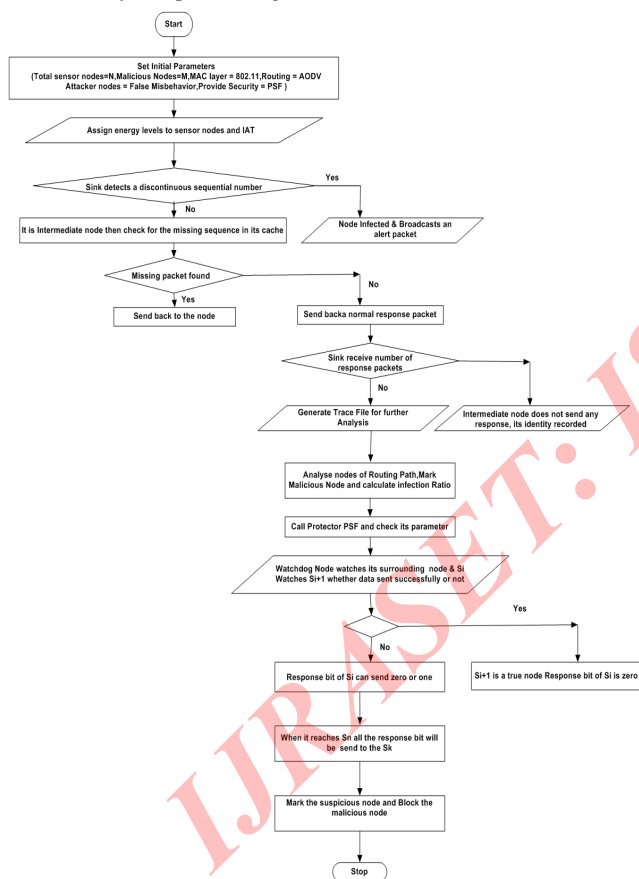 Start
Set Initial Parameters
(Total sensor nodes=N,Malicious Nodes=M,MAC layer = 802.11,Routing = AODV
Attacker nodes = False Misbehavior,Provide Security = PSF )
Assign energy levels to sensor nodes and IAT
Sink detects a discontinuous sequential number
Yes
No
Node Infected & Broadcasts an
alert packet
It is Intermediate node then check for the missing sequence in its cache
Missing packet found
No
Yes
Send back to the node
Send backa normal response packet
Sink receive number of
response packets
No
Generate Trace File for further
Analysis
Intermediate node does not send any
response, its identity recorded
Analyse nodes of Routing Path,Mark
Malicious Node and calculate infection Ratio
Call Protector PSF and check its parameter
Watchdog Node watches its surrounding node & Si
Watches Si+1 whether data sent successfully or not
Yes
No
Response bit of Si can send zero or one
Si+1 is a true node Response bit of Si is zero
When it reaches Sn all the response bit will
be send to the Sk
Mark the suspicious node and Block the
malicious node
Stop
IJRASET: I